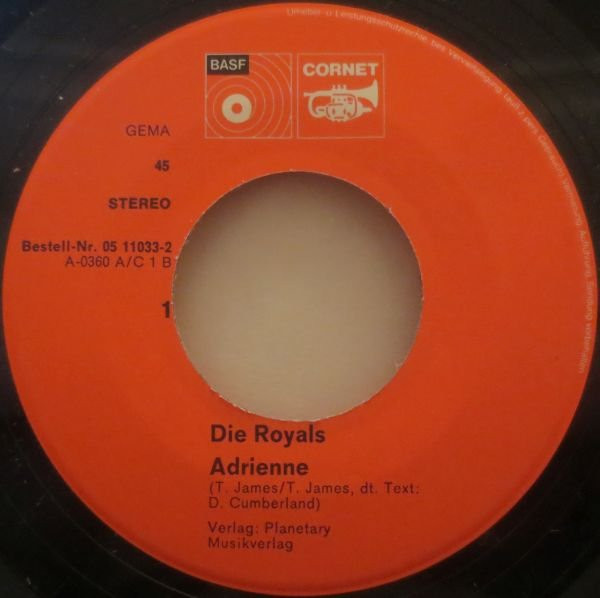 BASF
CORNET
GEMA
45
STEREO
Bestell-Nr. 05 11033-2
A-0360 A/C 1 B
1
Die Royals
Adrienne
(T. James/T. James, dt. Text:
D. Cumberland)
Verlag: Planetary
Musikverlag